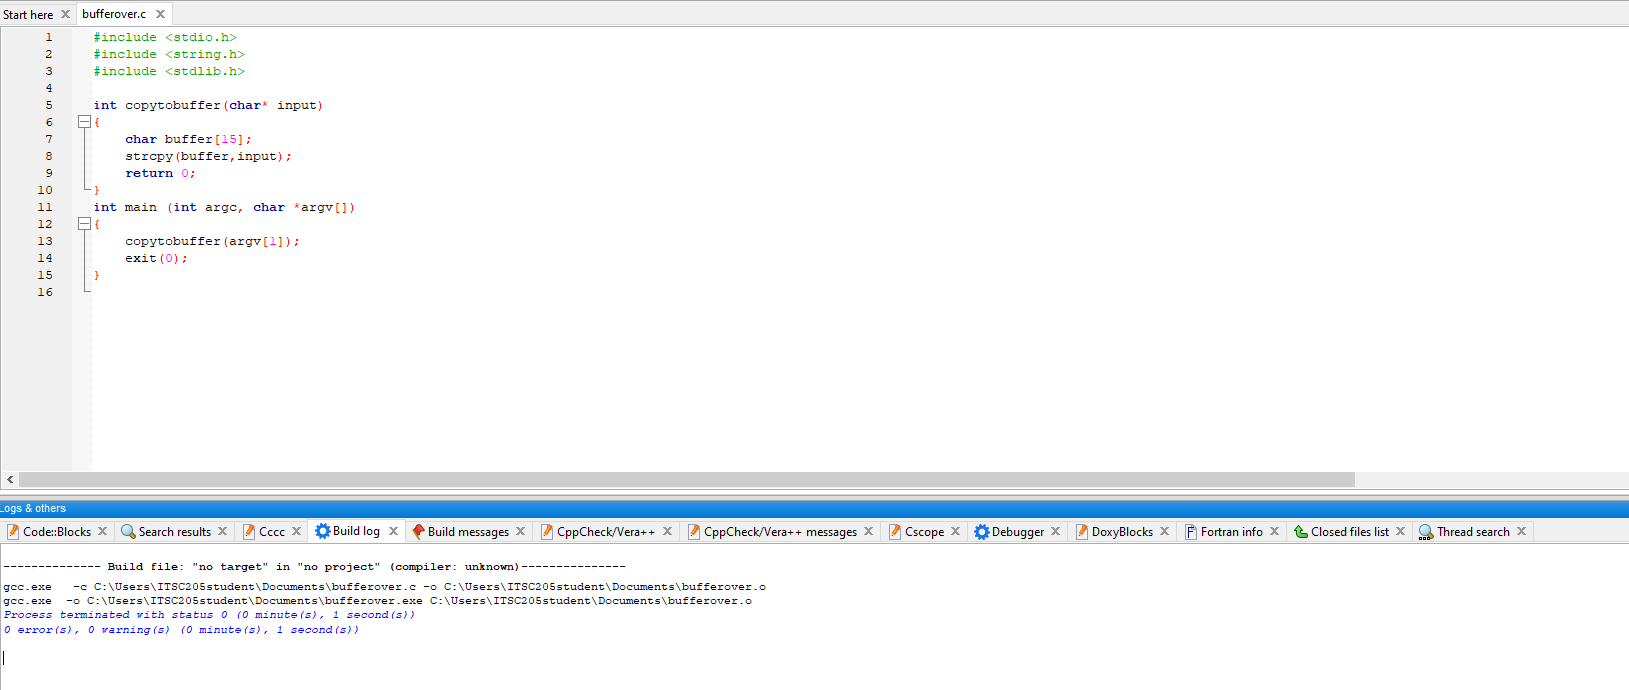 Start here bufferover.c
1 #include <stdio.h>
2 #include <string.h>
3 #include <stdlib.h>
4
5 int copytobuffer(char* input)
6 {
7 char buffer[15];
8 strcpy(buffer,input);
9 return 0;
10 }
11 int main (int argc, char *argv[])
12 {
13 copytobuffer(argv[1]);
14 exit(0);
15 }
16
Logs & others
Code::Blocks Search results Cccc Build log Build messages CppCheck/Vera++ CppCheck/Vera++ messages Cscope Debugger DoxyBlocks Fortran info Closed files list Thread search
-------------- Build file: "no target" in "no project" (compiler: unknown)---------------
gcc.exe -c C:\Users\ITSC205student\Documents\bufferover.c -o C:\Users\ITSC205student\Documents\bufferover.o
gcc.exe -o C:\Users\ITSC205student\Documents\bufferover.exe C:\Users\ITSC205student\Documents\bufferover.o
Process terminated with status 0 (0 minute(s), 1 second(s))
0 error(s), 0 warning(s) (0 minute(s), 1 second(s))